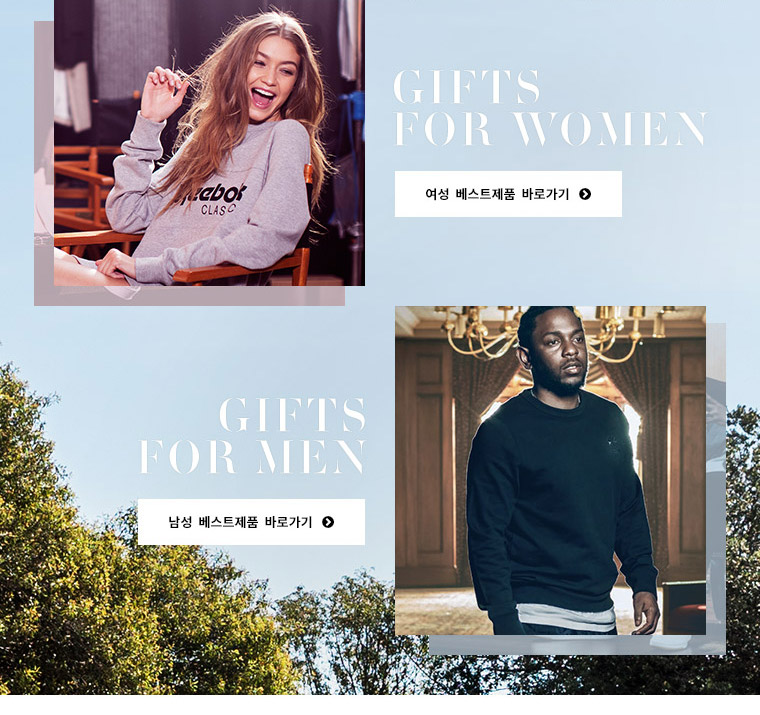 GIFTS
FOR WOMEN
여성 베스트제품 바로가기
Reebok
CLASSIC
GIFTS
FOR MEN
남성 베스트제품 바로가기